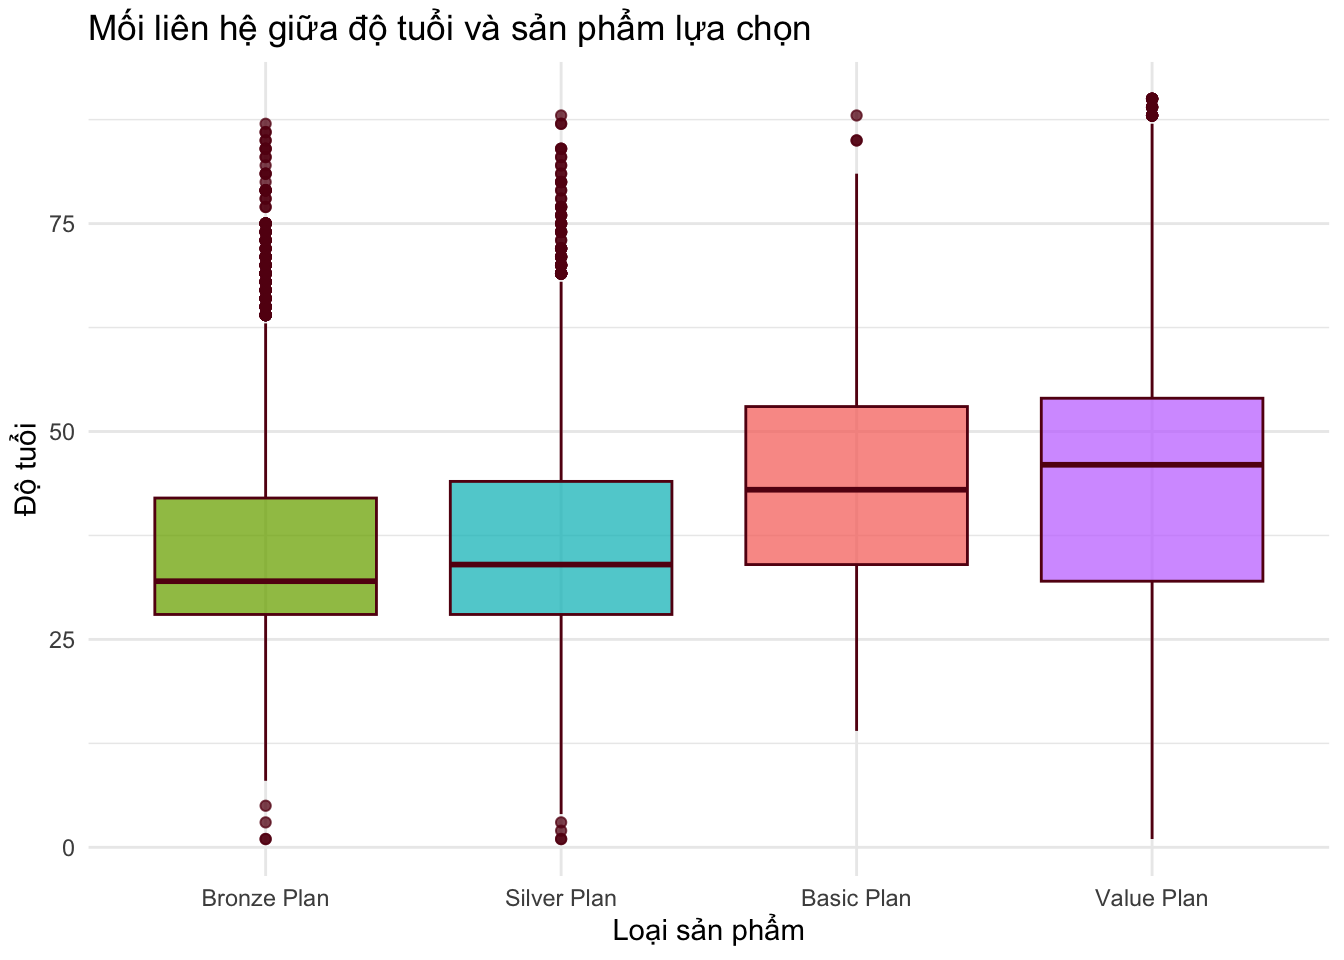 Mối liên hệ giữa độ tuổi và sản phẩm lựa chọn
Độ tuổi
75
50
25
0
Bronze Plan
Silver Plan
Basic Plan
Value Plan
Loại sản phẩm